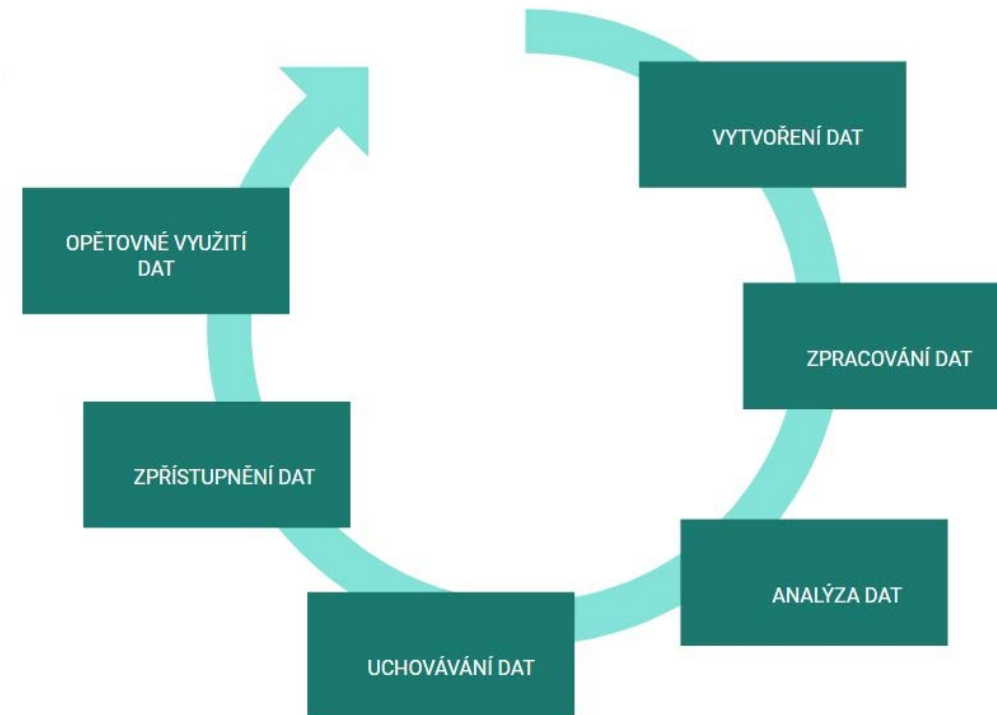 VYTVOŘENÍ DAT
ZPRACOVÁNÍ DAT
ANALÝZA DAT
UCHOVÁVÁNÍ DAT
ZPŘÍSTUPNĚNÍ DAT
OPĚTOVNÉ VYUŽITÍ
DAT